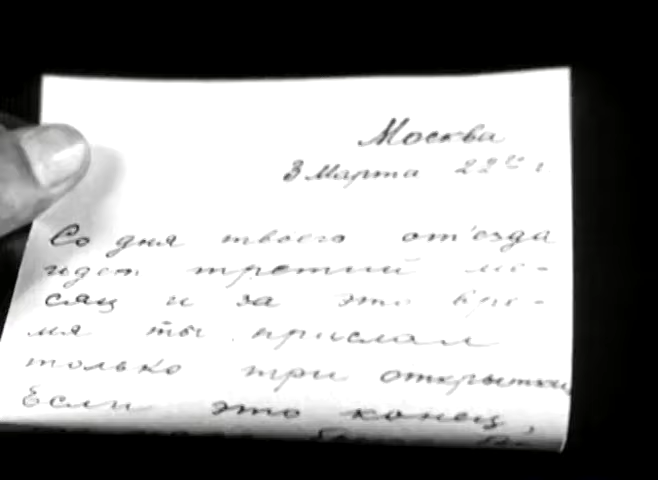 Москва
3 Марта 22го г
Со дня твоего от'езда
идет третий ме-
сяц и за это вре-
мя ты прислал
только три открытки
Если это конец,